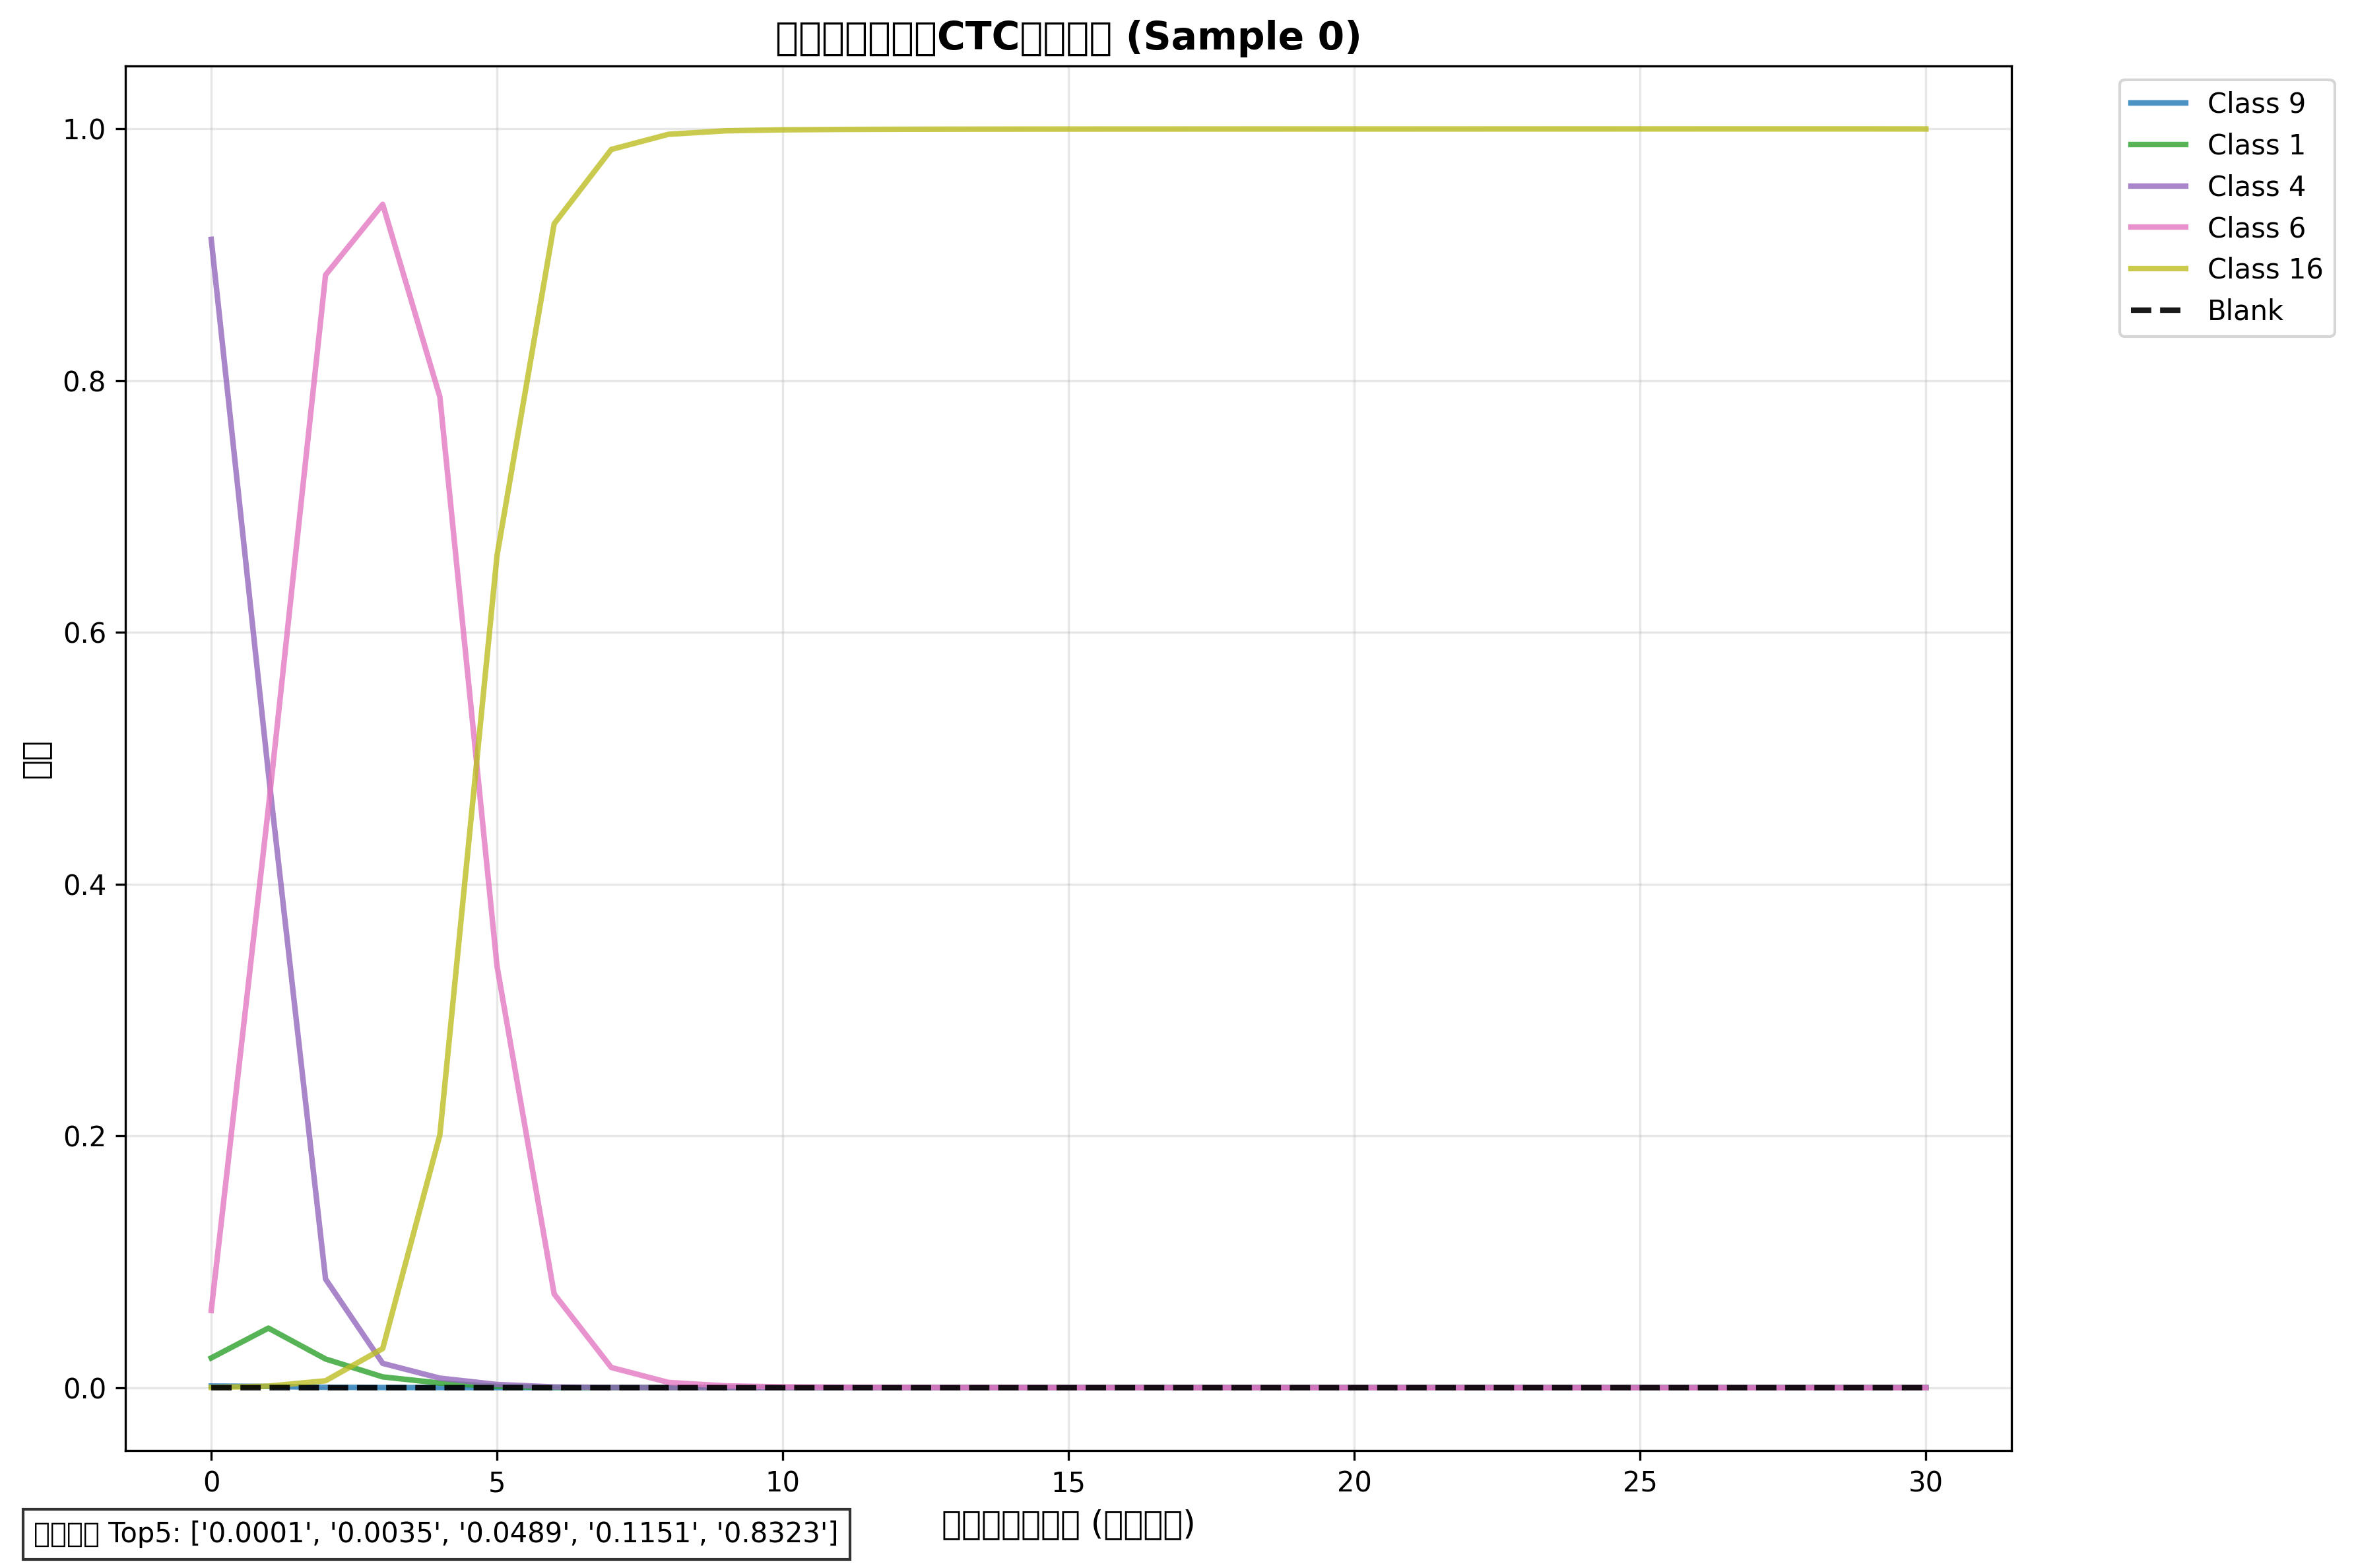 CTC (Sample 0)
1.0
0.8
0.6
0.4
0.2
0.0
0 5 10 15 20 25 30
Class 9
Class 1
Class 4
Class 6
Class 16
Blank
Top5: ['0.0001', '0.0035', '0.0489', '0.1151', '0.8323']